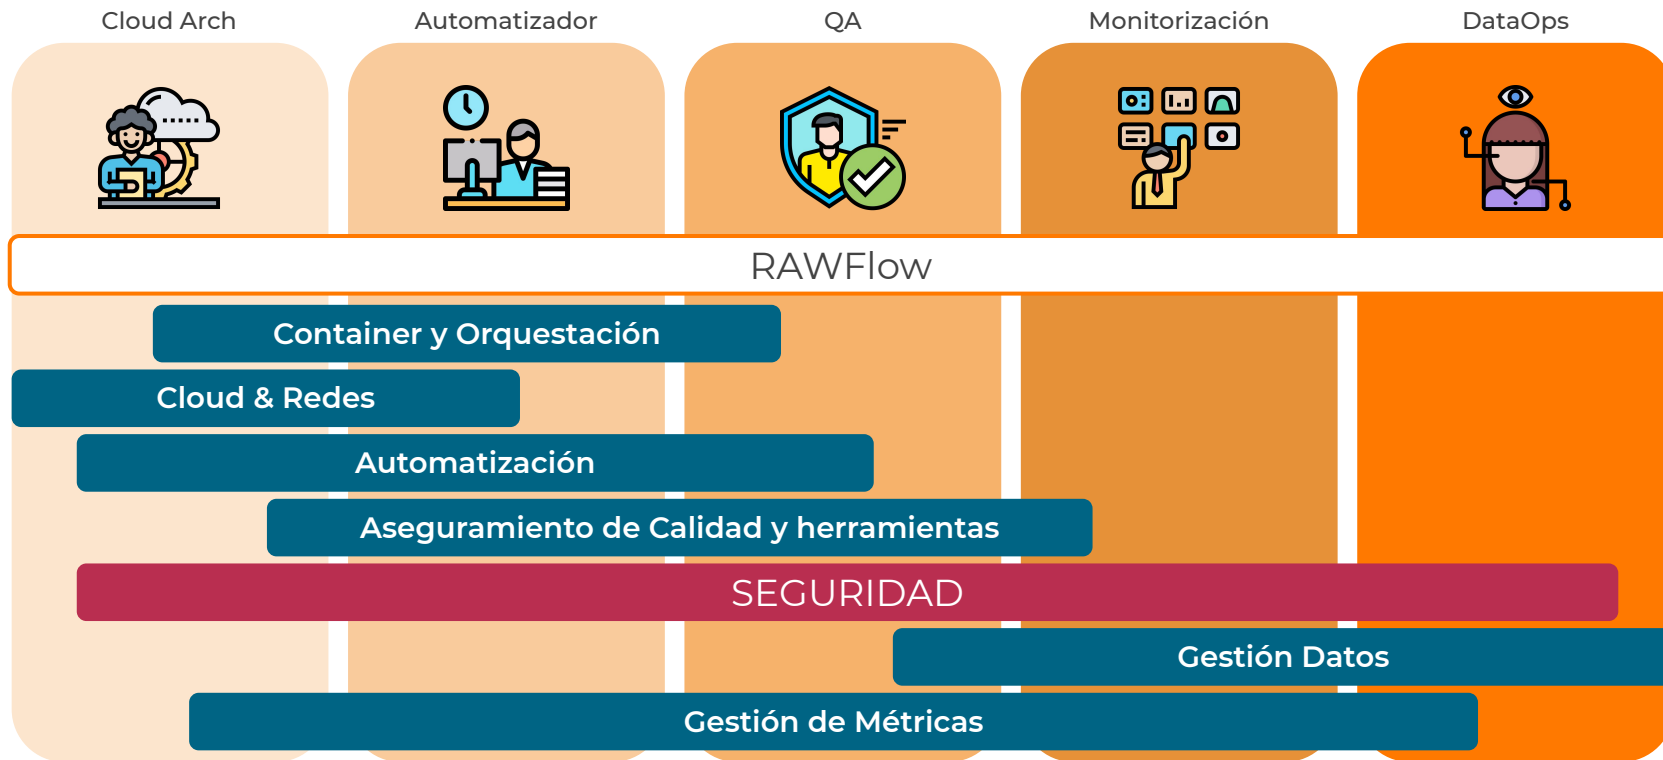 Cloud Arch
Automatizador
QA
Monitorización
DataOps
RAWFlow
Container y Orquestación
Cloud & Redes
Automatización
Aseguramiento de Calidad y herramientas
SEGURIDAD
Gestión Datos
Gestión de Métricas